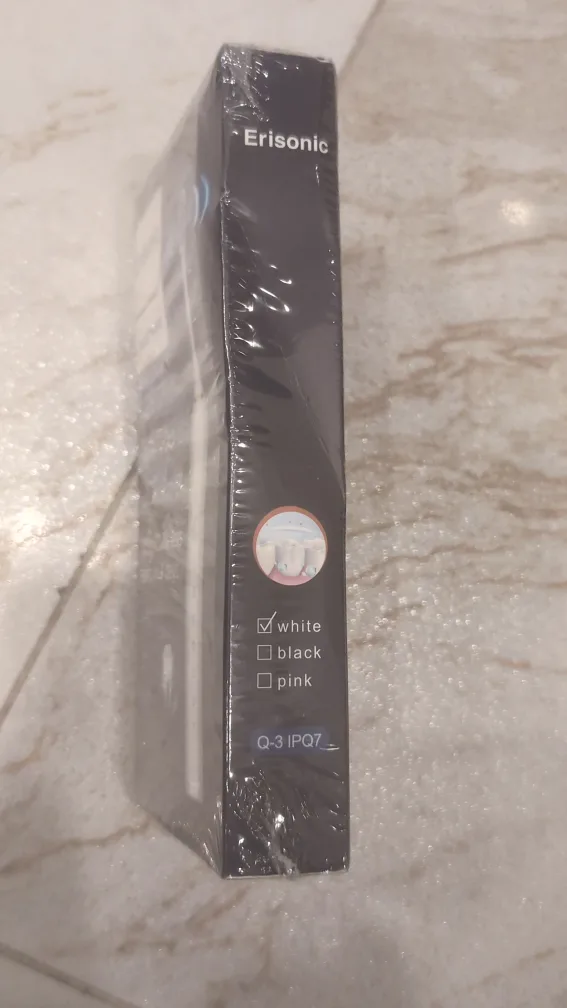 Erisonic
white
black
pink
Q-3 IPQ7